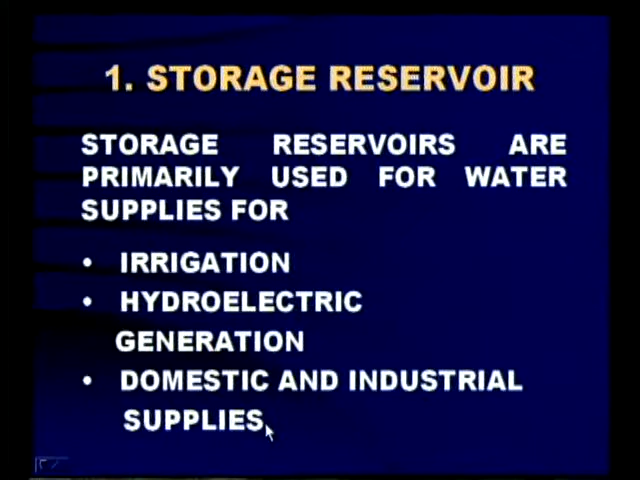 1. STORAGE RESERVOIR
STORAGE RESERVOIRS ARE
PRIMARILY USED FOR WATER
SUPPLIES FOR
• IRRIGATION
• HYDROELECTRIC
GENERATION
• DOMESTIC AND INDUSTRIAL
SUPPLIES